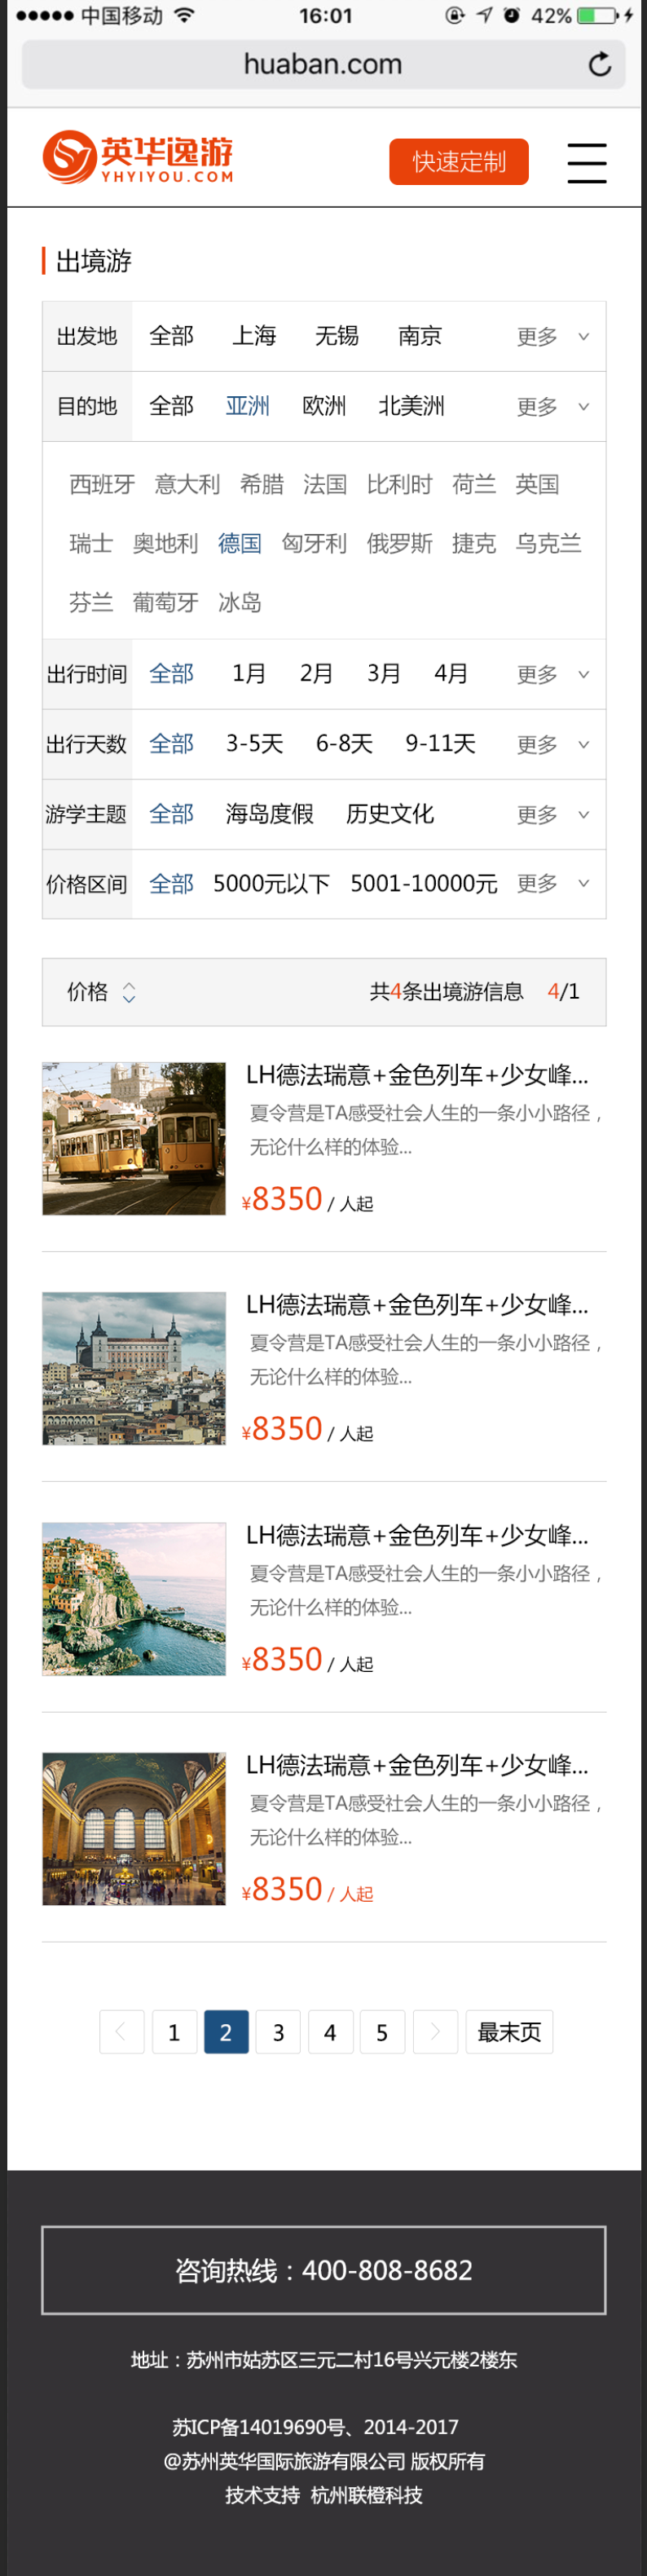 中国移动 16:01 42%
huaban.com
英华逸游
YHYIYOU.COM
快速定制
出境游
出发地 全部 上海 无锡 南京 更多
目的地 全部 亚洲 欧洲 北美洲 更多
西班牙 意大利 希腊 法国 比利时 荷兰 英国
瑞士 奥地利 德国 匈牙利 俄罗斯 捷克 乌克兰
芬兰 葡萄牙 冰岛
出行时间 全部 1月 2月 3月 4月 更多
出行天数 全部 3-5天 6-8天 9-11天 更多
游学主题 全部 海岛度假 历史文化 更多
价格区间 全部 5000元以下 5001-10000元 更多
价格 共4条出境游信息 4/1
LH德法瑞意+金色列车+少女峰...
夏令营是TA感受社会人生的一条小小路径，
无论什么样的体验...
¥8350 / 人起
LH德法瑞意+金色列车+少女峰...
夏令营是TA感受社会人生的一条小小路径，
无论什么样的体验...
¥8350 / 人起
LH德法瑞意+金色列车+少女峰...
夏令营是TA感受社会人生的一条小小路径，
无论什么样的体验...
¥8350 / 人起
LH德法瑞意+金色列车+少女峰...
夏令营是TA感受社会人生的一条小小路径，
无论什么样的体验...
¥8350 / 人起
1 2 3 4 5 最末页
咨询热线：400-808-8682
地址：苏州市姑苏区三元二村16号兴元楼2楼东
苏ICP备14019690号、2014-2017
@苏州英华国际旅游有限公司 版权所有
技术支持 杭州联橙科技